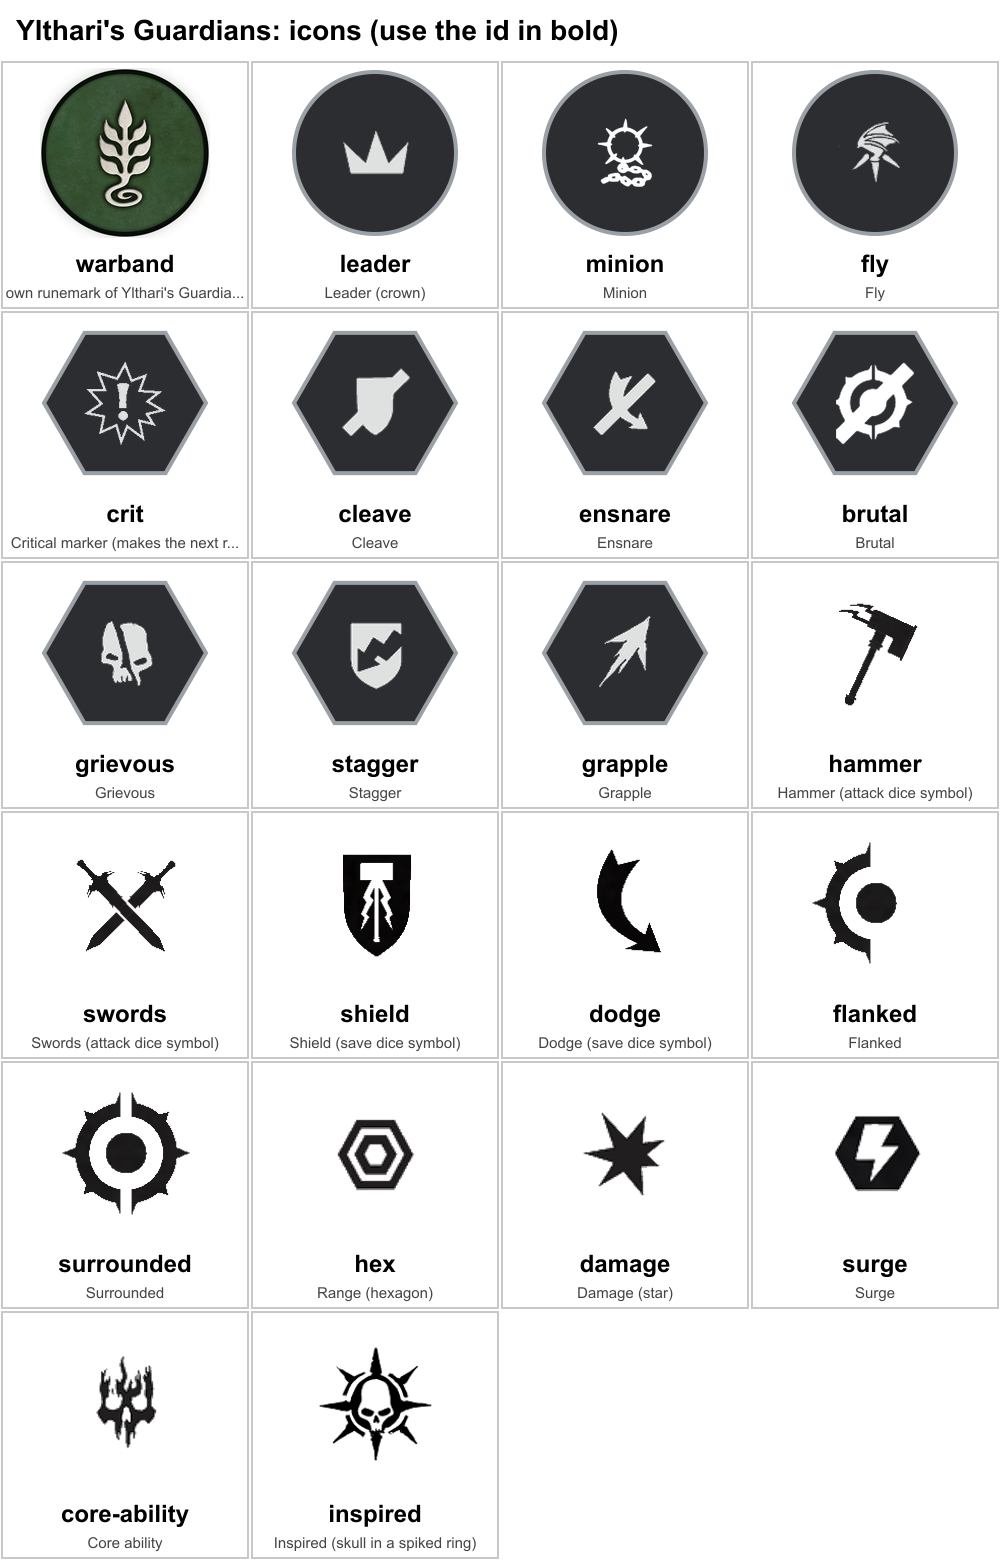 Ylthari's Guardians: icons (use the id in bold)
warband
own runemark of Ylthari's Guardia...
leader
Leader (crown)
minion
Minion
fly
Fly
crit
Critical marker (makes the next r...
cleave
Cleave
ensnare
Ensnare
brutal
Brutal
grievous
Grievous
stagger
Stagger
grapple
Grapple
hammer
Hammer (attack dice symbol)
swords
Swords (attack dice symbol)
shield
Shield (save dice symbol)
dodge
Dodge (save dice symbol)
flanked
Flanked
surrounded
Surrounded
hex
Range (hexagon)
damage
Damage (star)
surge
Surge
core-ability
Core ability
inspired
Inspired (skull in a spiked ring)